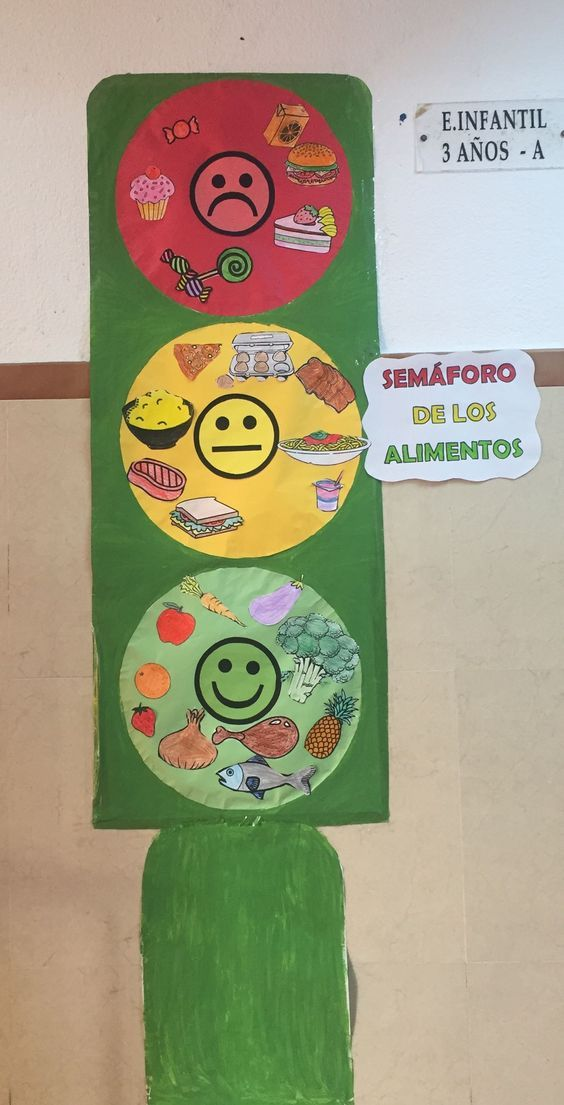 E.INFANTIL
3 AÑOS - A
SEMÁFORO
DE LOS
ALIMENTOS